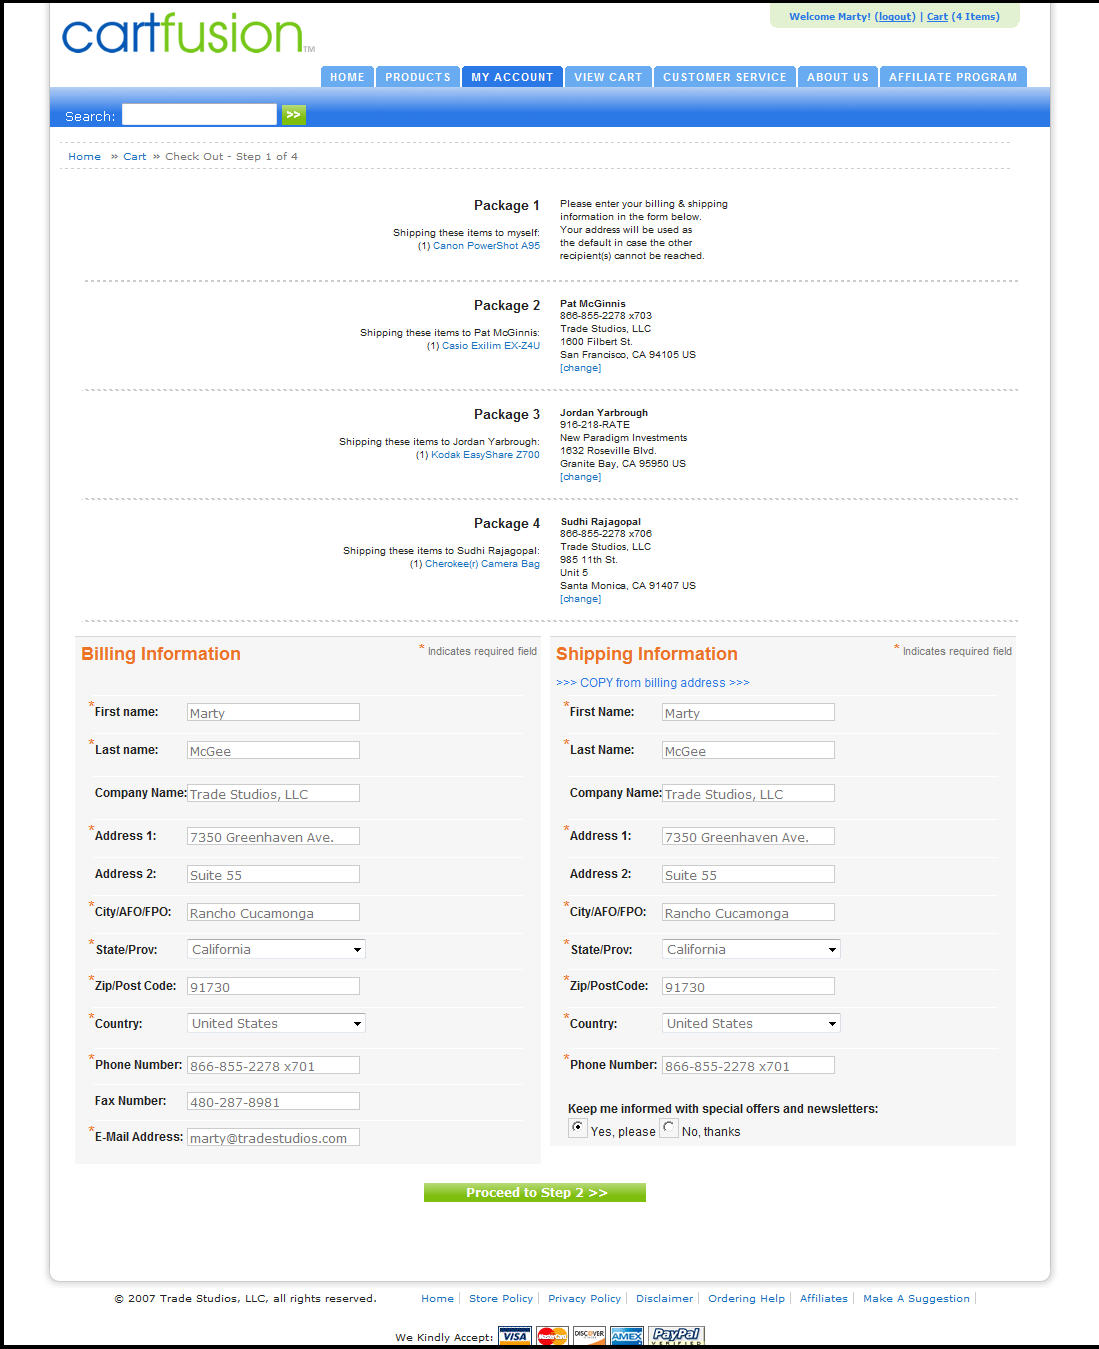 Welcome Marty! (logout) | Cart (4 Items)
cartfusion™
HOME PRODUCTS MY ACCOUNT VIEW CART CUSTOMER SERVICE ABOUT US AFFILIATE PROGRAM
Search: >>
Home » Cart » Check Out - Step 1 of 4
Package 1
Shipping these items to myself:
(1) Canon PowerShot A95
Please enter your billing & shipping
information in the form below.
Your address will be used as
the default in case the other
recipient(s) cannot be reached.
Package 2
Shipping these items to Pat McGinnis:
(1) Casio Exilim EX-Z4U
Pat McGinnis
866-855-2278 x703
Trade Studios, LLC
1600 Filbert St.
San Francisco, CA 94105 US
[change]
Package 3
Shipping these items to Jordan Yarbrough:
(1) Kodak EasyShare Z700
Jordan Yarbrough
916-218-RATE
New Paradigm Investments
1632 Roseville Blvd.
Granite Bay, CA 95950 US
[change]
Package 4
Shipping these items to Sudhi Rajagopal:
(1) Cherokee(r) Camera Bag
Sudhi Rajagopal
866-855-2278 x706
Trade Studios, LLC
985 11th St.
Unit 5
Santa Monica, CA 91407 US
[change]
Billing Information * Indicates required field
*First name: Marty
*Last name: McGee
Company Name: Trade Studios, LLC
*Address 1: 7350 Greenhaven Ave.
Address 2: Suite 55
*City/AFO/FPO: Rancho Cucamonga
*State/Prov: California
*Zip/Post Code: 91730
*Country: United States
*Phone Number: 866-855-2278 x701
Fax Number: 480-287-8981
*E-Mail Address: marty@tradestudios.com
Shipping Information * Indicates required field
>>> COPY from billing address >>>
*First Name: Marty
*Last Name: McGee
Company Name: Trade Studios, LLC
*Address 1: 7350 Greenhaven Ave.
Address 2: Suite 55
*City/AFO/FPO: Rancho Cucamonga
*State/Prov: California
*Zip/PostCode: 91730
*Country: United States
*Phone Number: 866-855-2278 x701
Keep me informed with special offers and newsletters:
Yes, please No, thanks
Proceed to Step 2 >>
© 2007 Trade Studios, LLC, all rights reserved. Home | Store Policy | Privacy Policy | Disclaimer | Ordering Help | Affiliates | Make A Suggestion |
We Kindly Accept: VISA MasterCard DISCOVER AMEX PayPal VERIFIED